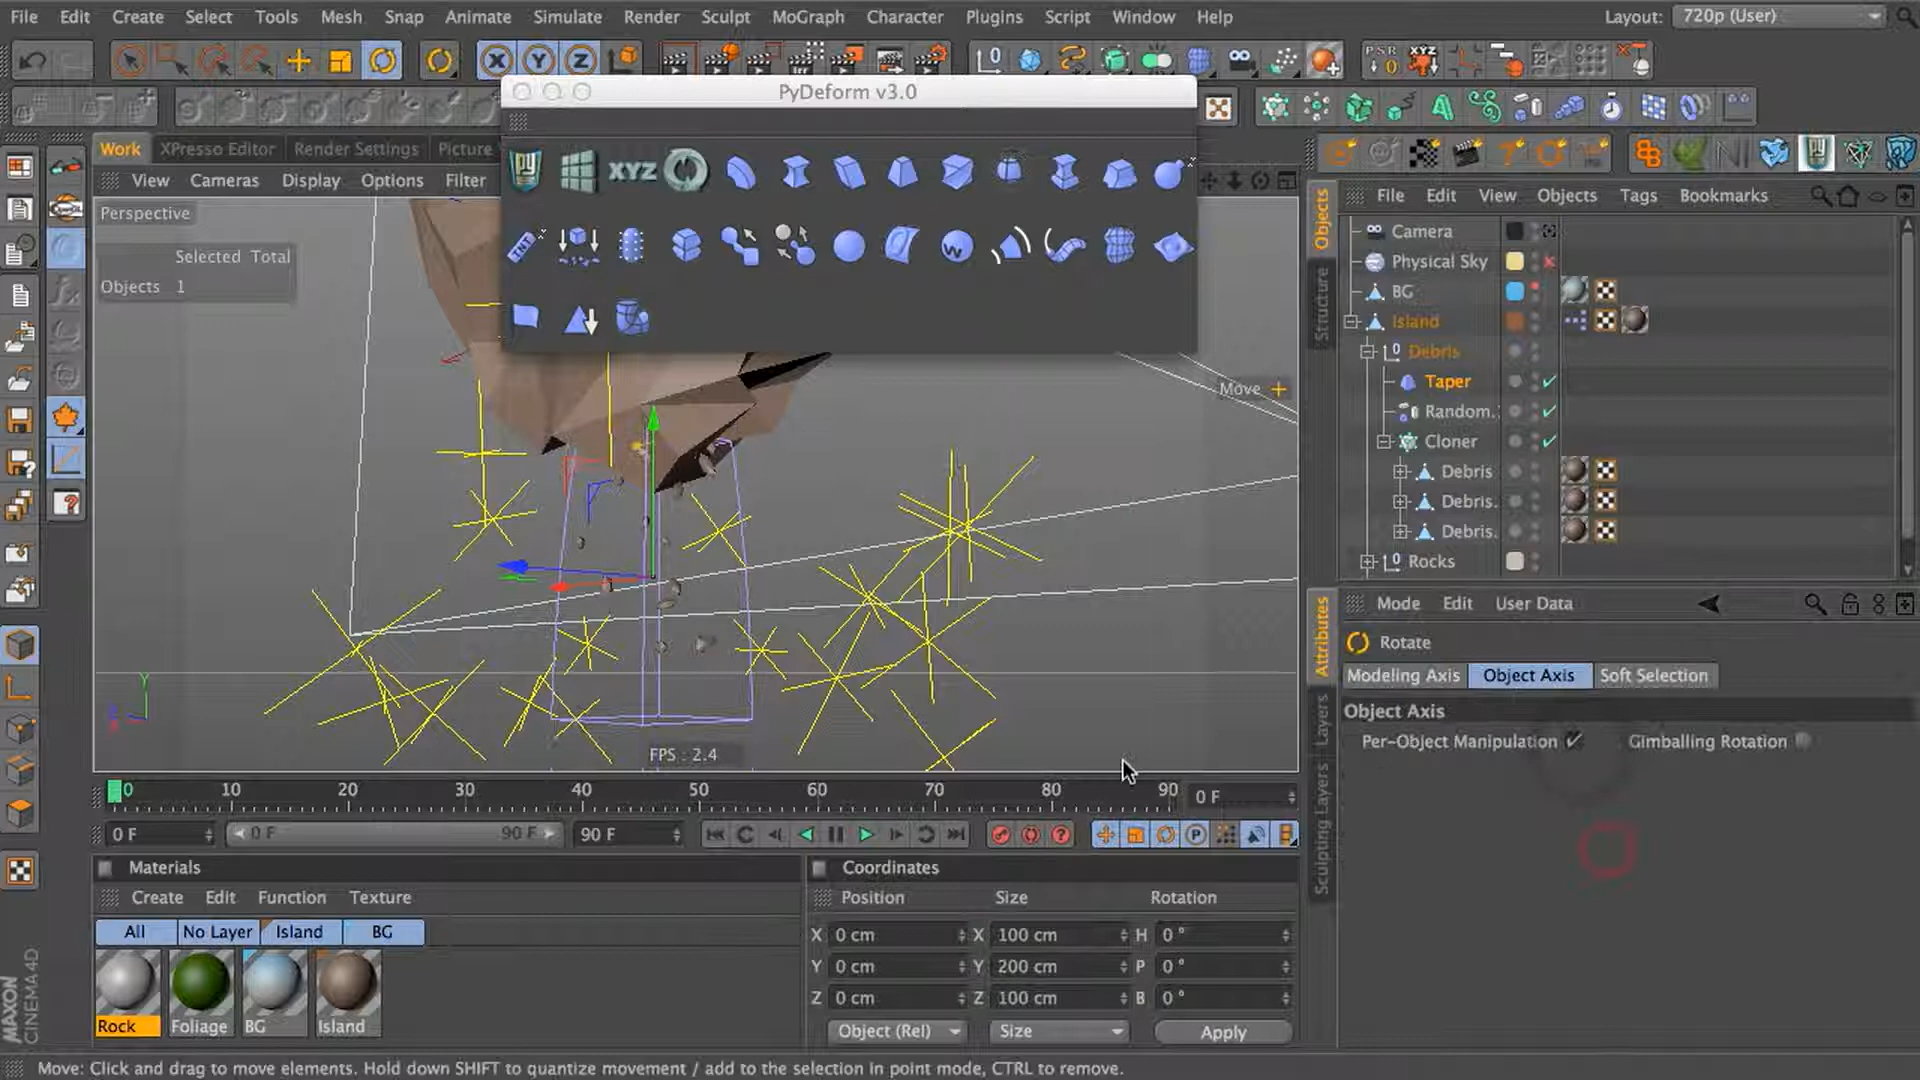 File Edit Create Select Tools Mesh Snap Animate Simulate Render Sculpt MoGraph Character Plugins Script Window Help Layout: 720p (User)
X Y Z PSR XYZ
PyDeform v3.0
Work XPresso Editor Render Settings Picture
View Cameras Display Options Filter
XYZ
Perspective
Selected Total
Objects 1
TNT
W
Move
FPS : 2.4
Objects
Structure
File Edit View Objects Tags Bookmarks
Camera
Physical Sky
BG
Island
Debris
Taper
Random.
Cloner
Debris
Debris.
Debris.
Rocks
Attributes
Layers
Sculpting Layers
Mode Edit User Data
Rotate
Modeling Axis Object Axis Soft Selection
Object Axis
Per-Object Manipulation Gimballing Rotation
0 10 20 30 40 50 60 70 80 90 0 F
0 F 0 F 90 F 90 F
Materials
Create Edit Function Texture
All No Layer Island BG
Rock Foliage BG Island
Coordinates
Position Size Rotation
X 0 cm X 100 cm H 0 °
Y 0 cm Y 200 cm P 0 °
Z 0 cm Z 100 cm B 0 °
Object (Rel) Size Apply
MAXON
CINEMA 4D
Move: Click and drag to move elements. Hold down SHIFT to quantize movement / add to the selection in point mode, CTRL to remove.